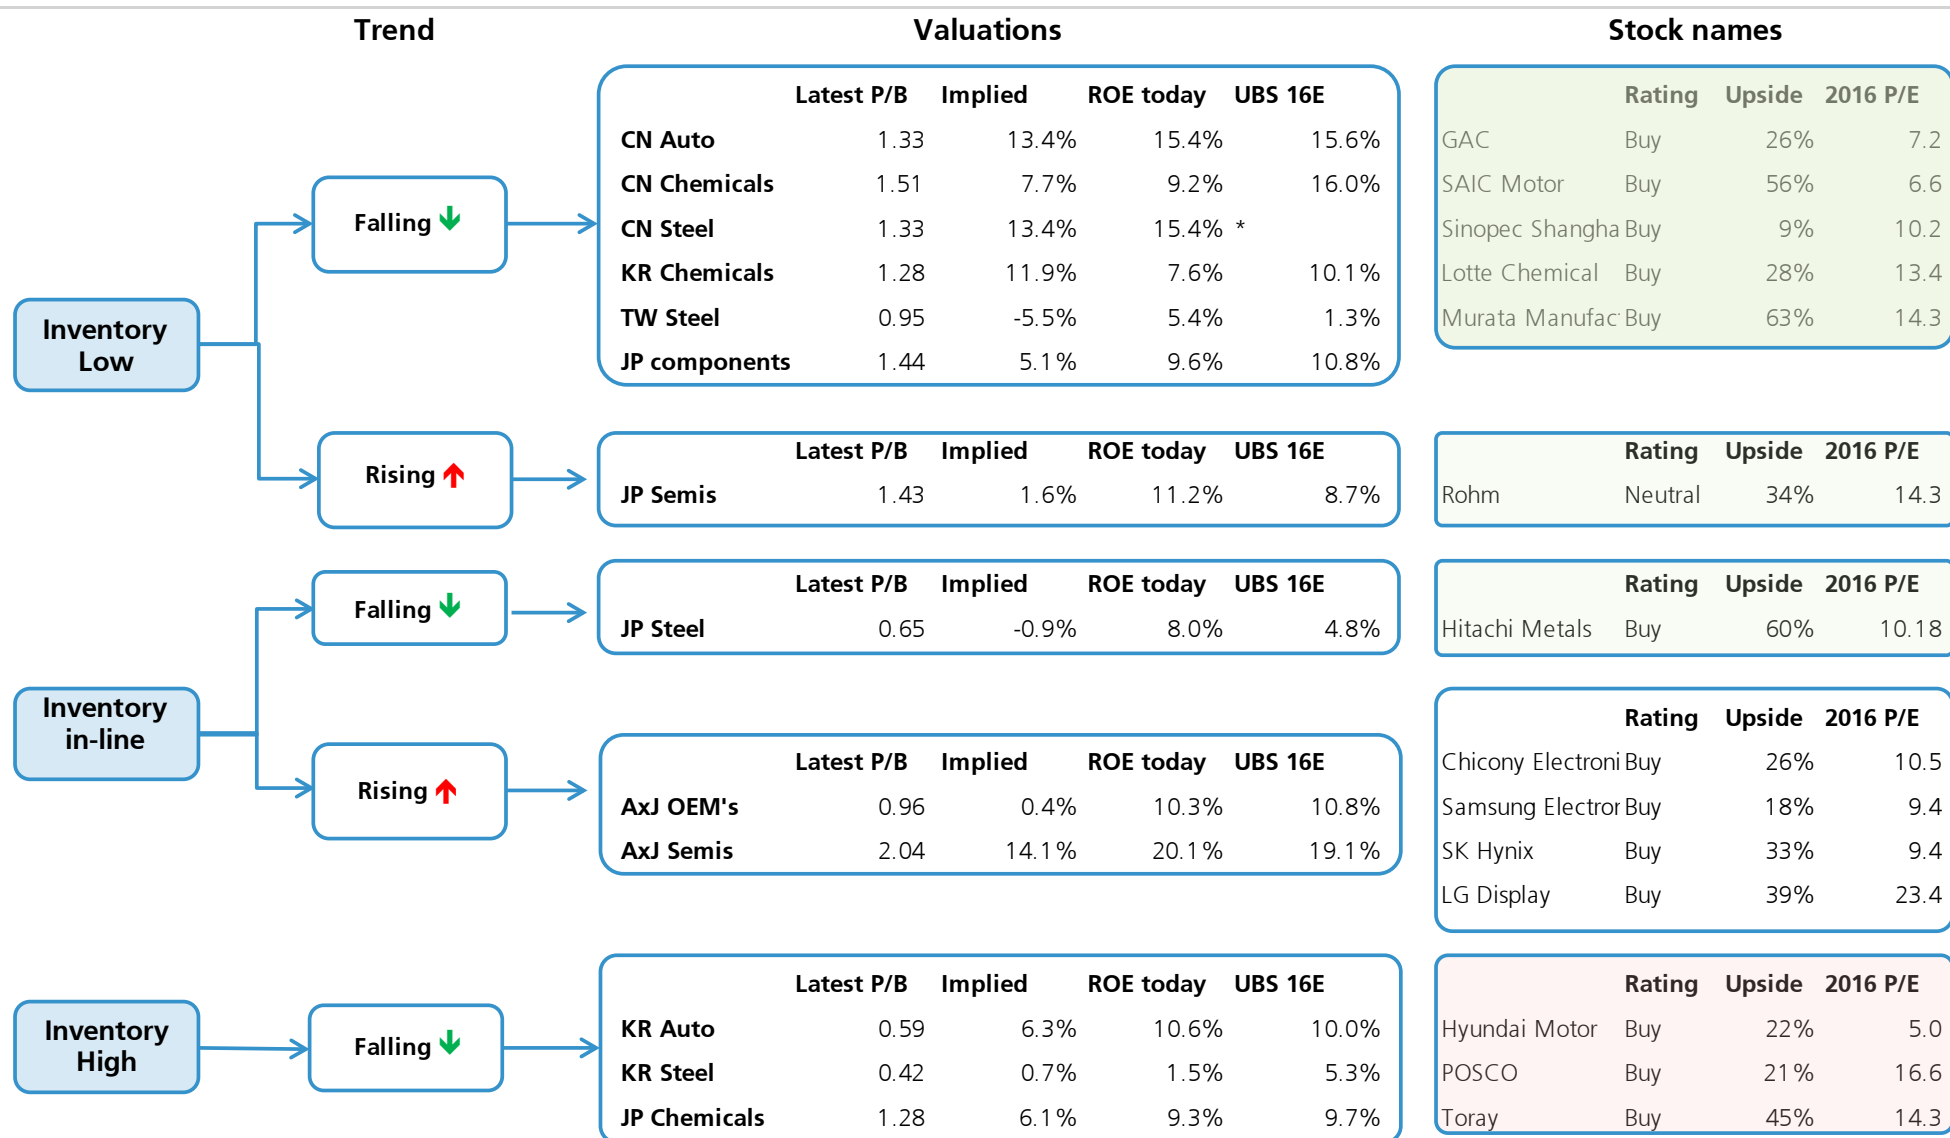 Trend Valuations Stock names
Latest P/B Implied ROE today UBS 16E
CN Auto 1.33 13.4% 15.4% 15.6%
CN Chemicals 1.51 7.7% 9.2% 16.0%
CN Steel 1.33 13.4% 15.4% *
KR Chemicals 1.28 11.9% 7.6% 10.1%
TW Steel 0.95 -5.5% 5.4% 1.3%
JP components 1.44 5.1% 9.6% 10.8%
Rating Upside 2016 P/E
GAC Buy 26% 7.2
SAIC Motor Buy 56% 6.6
Sinopec Shangha Buy 9% 10.2
Lotte Chemical Buy 28% 13.4
Murata Manufac Buy 63% 14.3
Falling ↓
Inventory
Low
Rising ↑
Latest P/B Implied ROE today UBS 16E
JP Semis 1.43 1.6% 11.2% 8.7%
Rating Upside 2016 P/E
Rohm Neutral 34% 14.3
Falling ↓
Latest P/B Implied ROE today UBS 16E
JP Steel 0.65 -0.9% 8.0% 4.8%
Rating Upside 2016 P/E
Hitachi Metals Buy 60% 10.18
Inventory
in-line
Rising ↑
Latest P/B Implied ROE today UBS 16E
AxJ OEM's 0.96 0.4% 10.3% 10.8%
AxJ Semis 2.04 14.1% 20.1% 19.1%
Rating Upside 2016 P/E
Chicony Electroni Buy 26% 10.5
Samsung Electror Buy 18% 9.4
SK Hynix Buy 33% 9.4
LG Display Buy 39% 23.4
Inventory
High
Falling ↓
Latest P/B Implied ROE today UBS 16E
KR Auto 0.59 6.3% 10.6% 10.0%
KR Steel 0.42 0.7% 1.5% 5.3%
JP Chemicals 1.28 6.1% 9.3% 9.7%
Rating Upside 2016 P/E
Hyundai Motor Buy 22% 5.0
POSCO Buy 21% 16.6
Toray Buy 45% 14.3